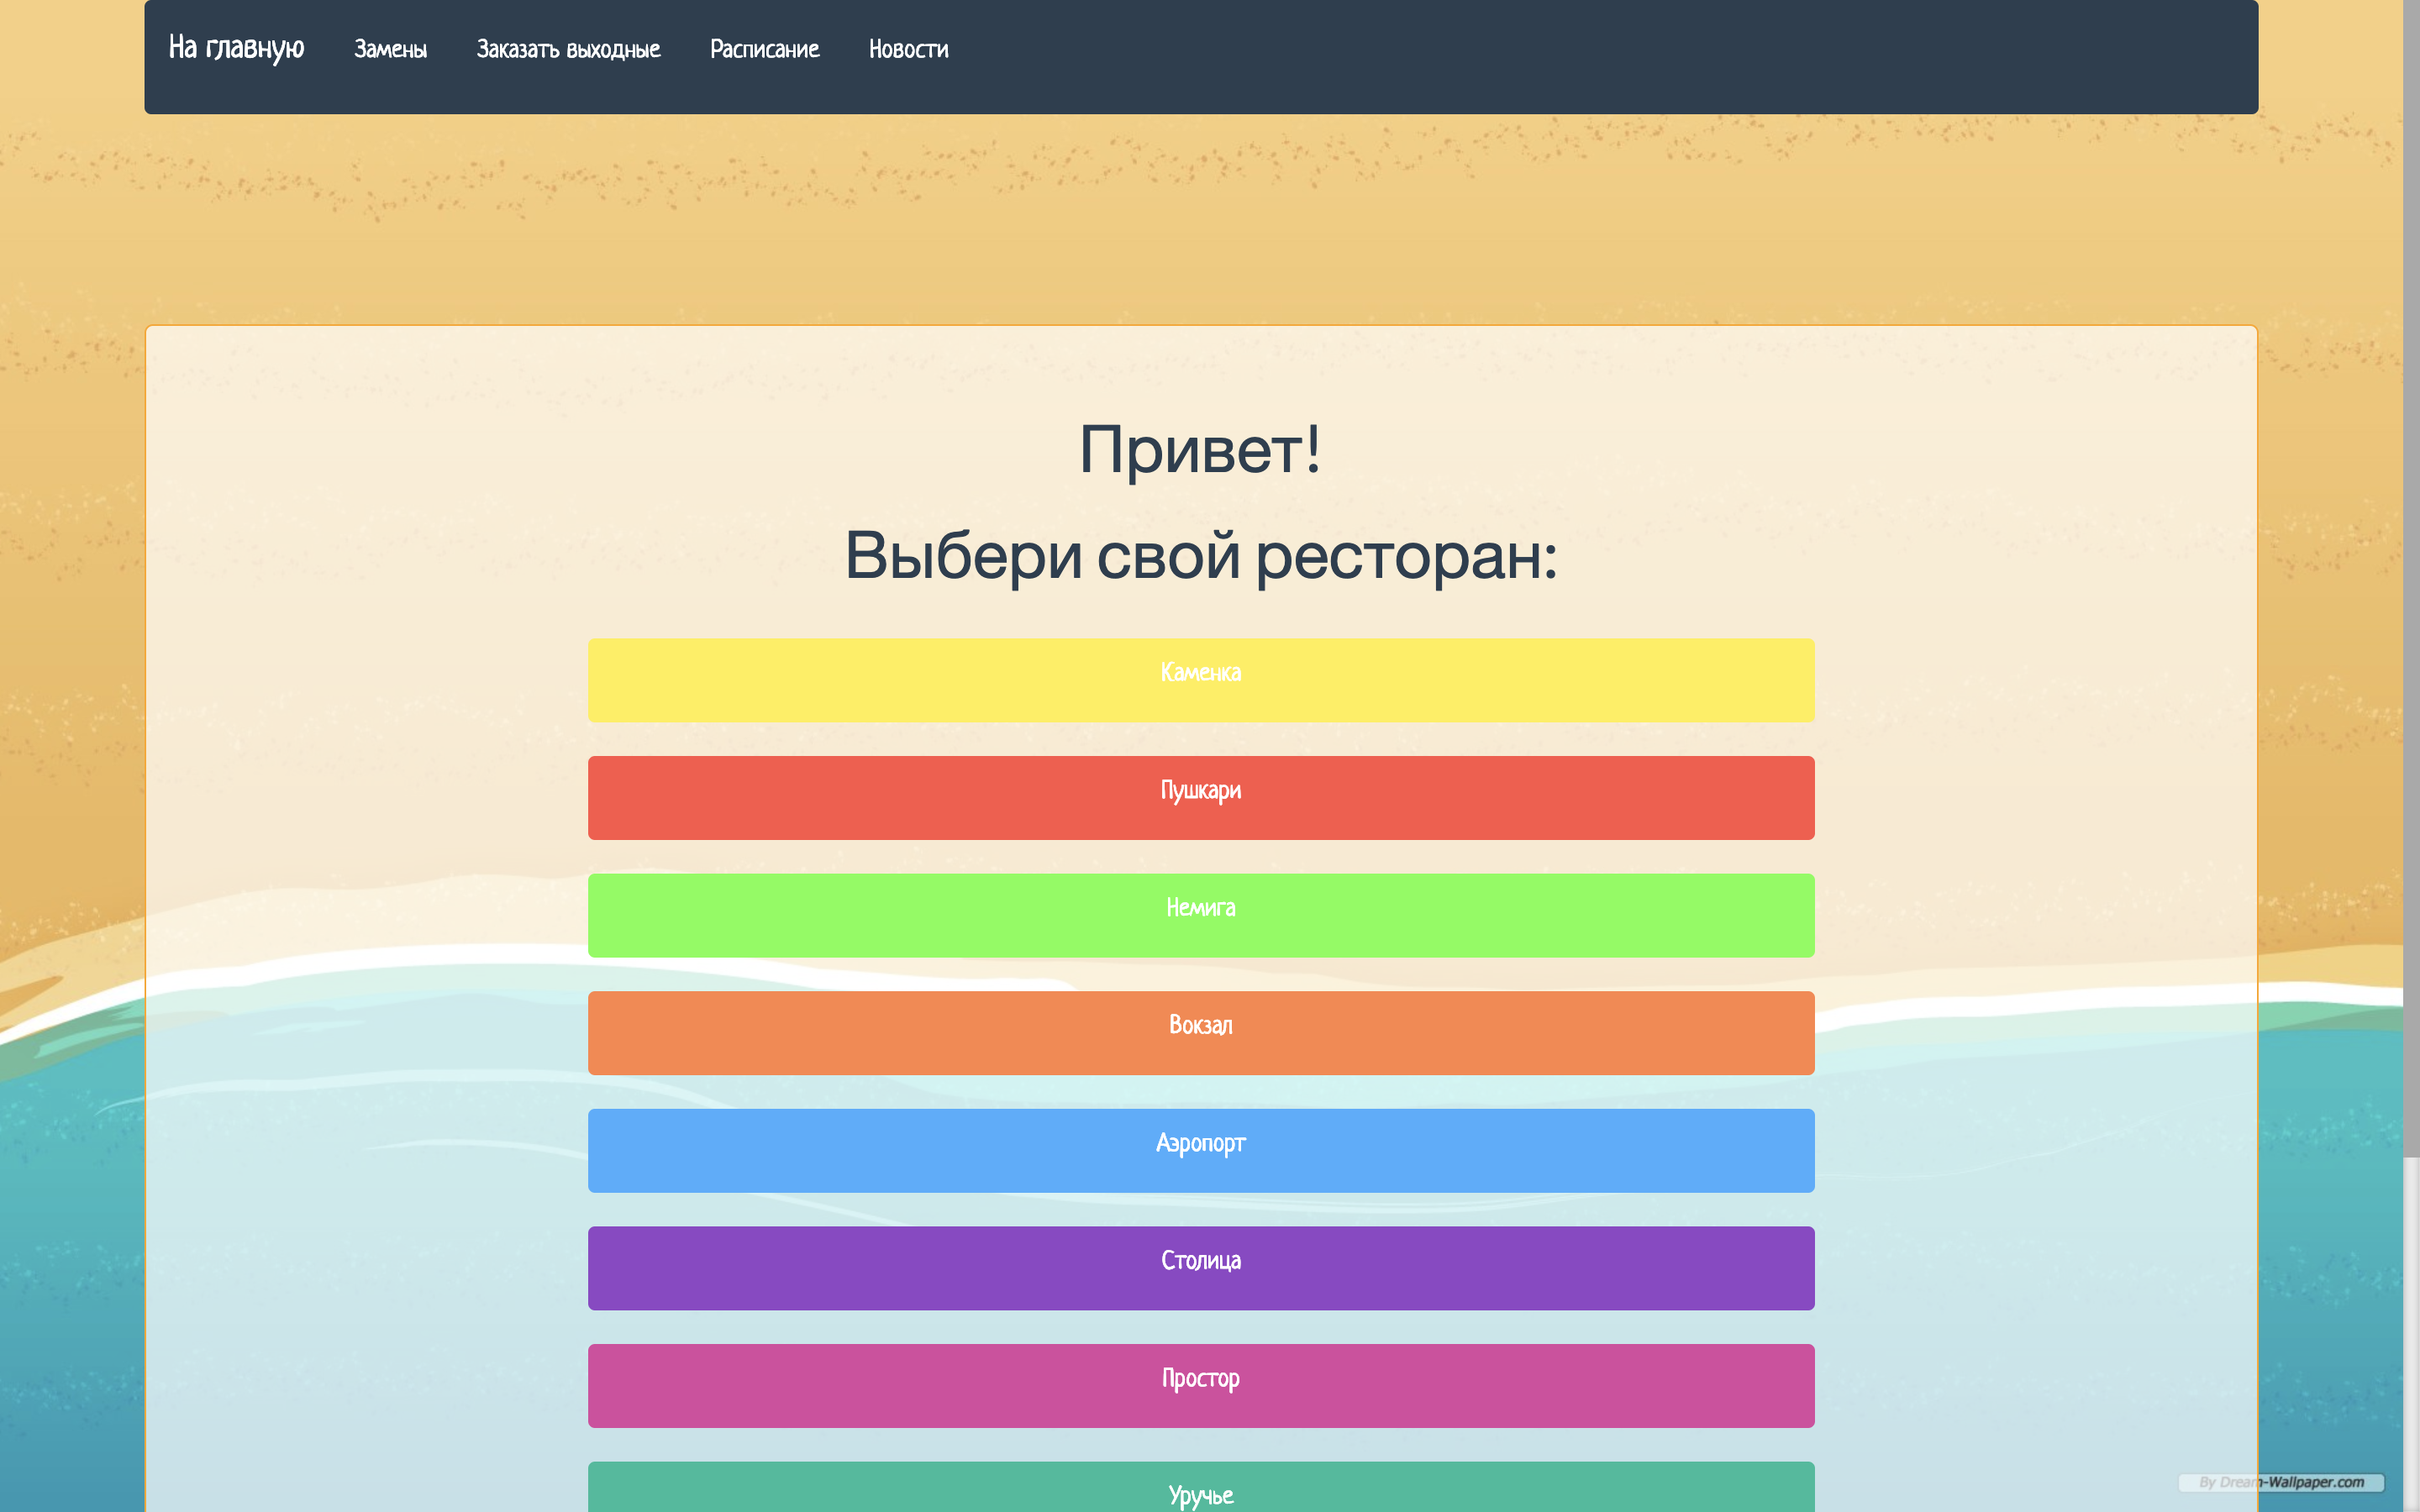 На главную Замены Заказать выходные Расписание Новости
Привет!
Выбери свой ресторан:
Каменка
Пушкари
Немига
Вокзал
Аэропорт
Столица
Простор
Уручье
By Dream-Wallpaper.com